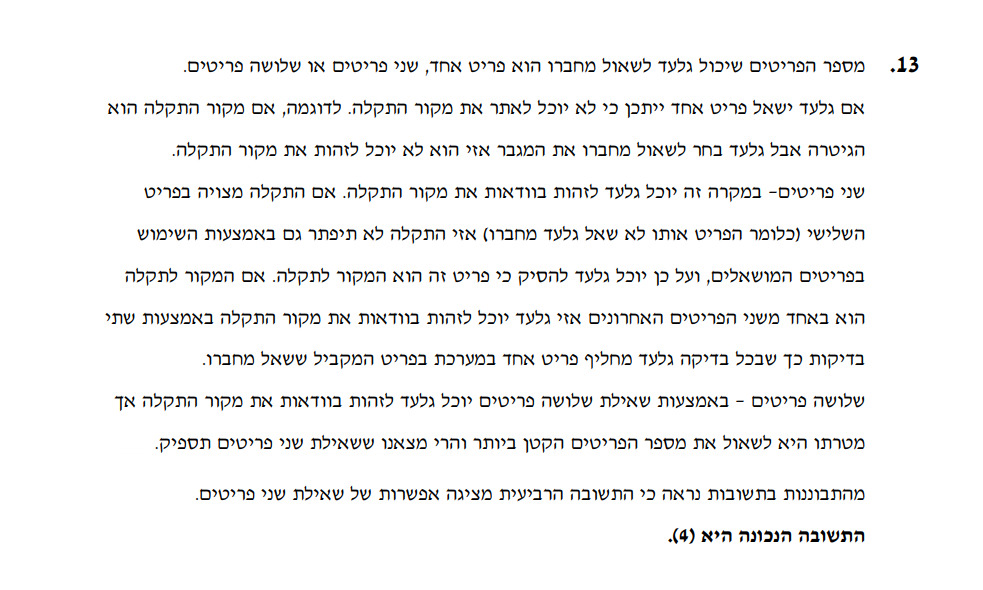 13. מספר הפריטים שיכול גלעד לשאול מחברו הוא פריט אחד, שני פריטים או שלושה פריטים.
אם גלעד ישאל פריט אחד ייתכן כי לא יוכל לאתר את מקור התקלה. לדוגמה, אם מקור התקלה הוא
הגיטרה אבל גלעד בחר לשאול מחברו את המגבר אזי הוא לא יוכל לזהות את מקור התקלה.
שני פריטים– במקרה זה יוכל גלעד לזהות בוודאות את מקור התקלה. אם התקלה מצויה בפריט
השלישי (כלומר הפריט אותו לא שאל גלעד מחברו) אזי התקלה לא תיפתר גם באמצעות השימוש
בפריטים המושאלים, ועל כן יוכל גלעד להסיק כי פריט זה הוא המקור לתקלה. אם המקור לתקלה
הוא באחד משני הפריטים האחרונים אזי גלעד יוכל לזהות בוודאות את מקור התקלה באמצעות שתי
בדיקות כך שבכל בדיקה גלעד מחליף פריט אחד במערכת בפריט המקביל ששאל מחברו.
שלושה פריטים – באמצעות שאילת שלושה פריטים יוכל גלעד לזהות בוודאות את מקור התקלה אך
מטרתו היא לשאול את מספר הפריטים הקטן ביותר והרי מצאנו ששאילת שני פריטים תספיק.
מהתבוננות בתשובות נראה כי התשובה הרביעית מציגה אפשרות של שאילת שני פריטים.
התשובה הנכונה היא (4).